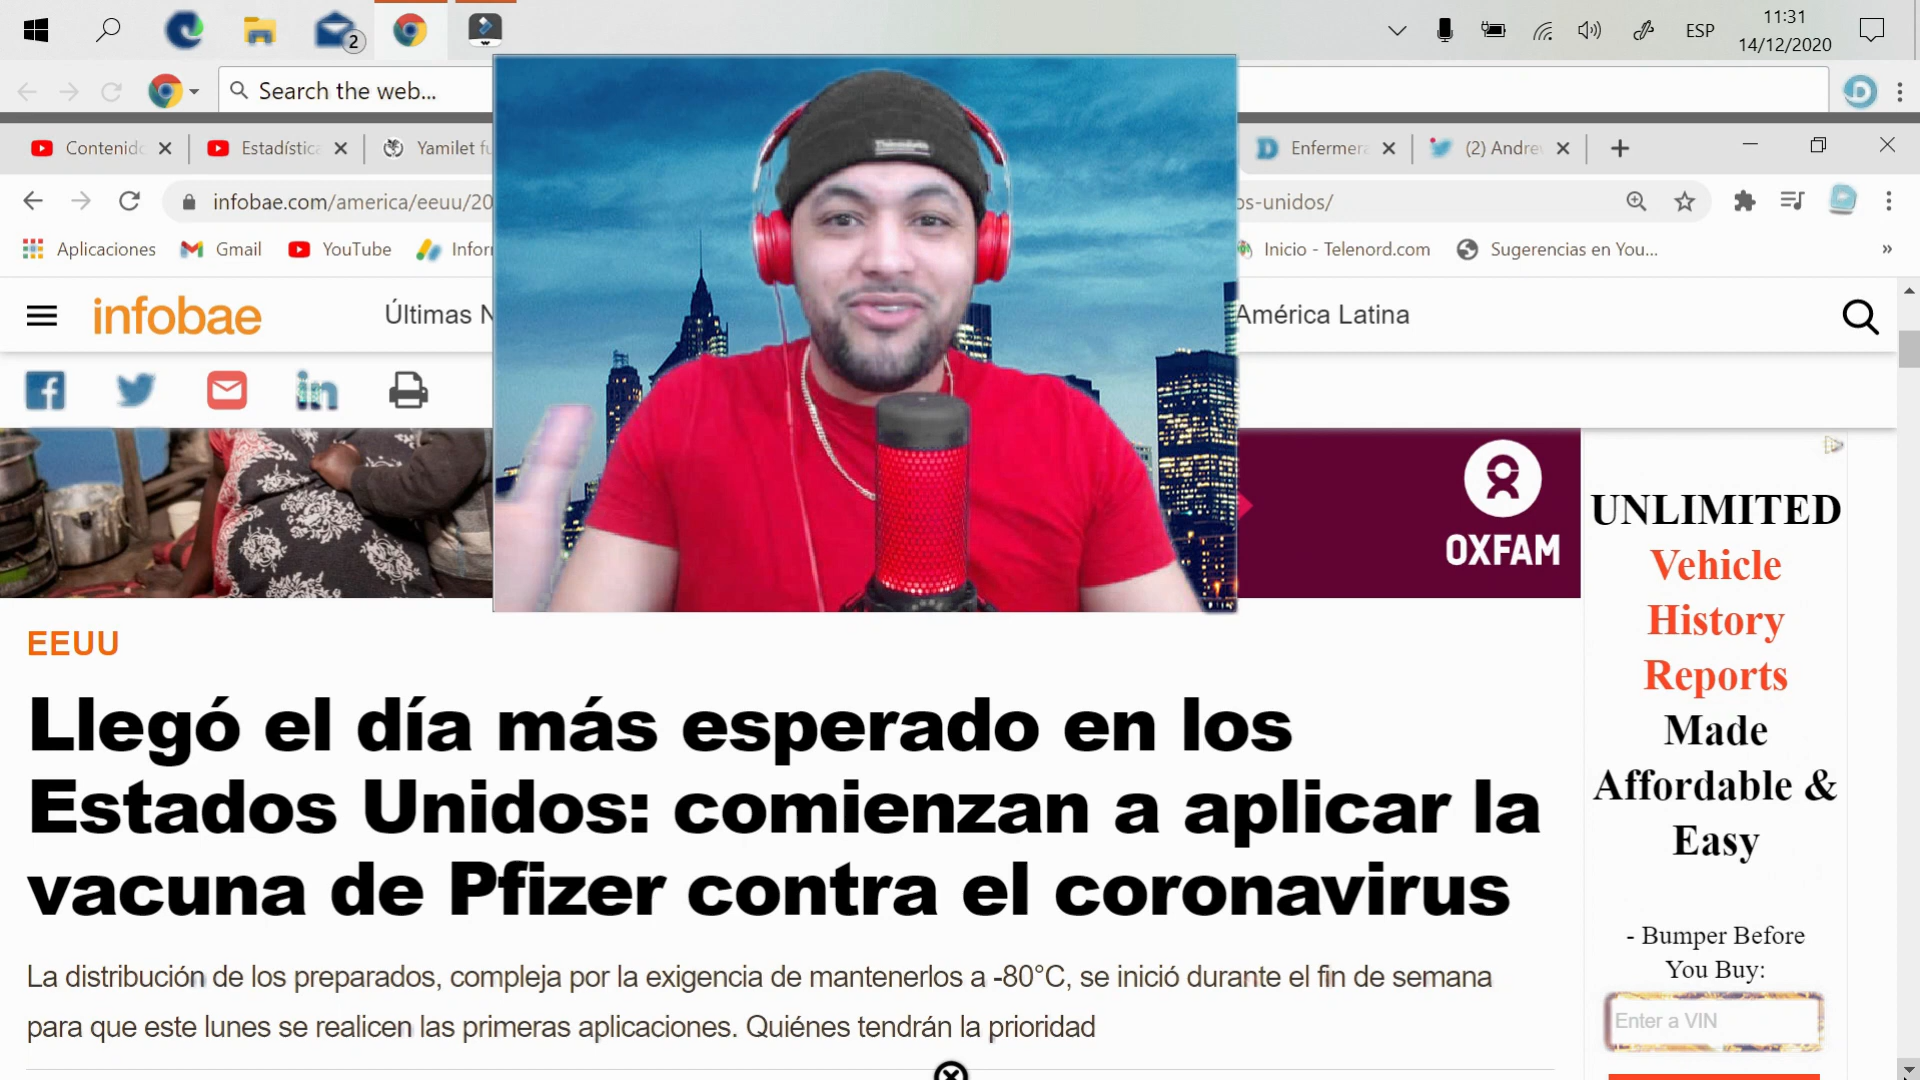 2
ESP
11:31
14/12/2020
Search the web...
Contenido
Estadística
Yamilet fu
Enfermera
(2) Andre
infobae.com/america/eeuu/20
os-unidos/
Aplicaciones
Gmail
YouTube
Infor
Inicio - Telenord.com
Sugerencias en You...
»
infobae
Últimas N
América Latina
OXFAM
UNLIMITED
Vehicle
History
Reports
Made
Affordable &
Easy
- Bumper Before
You Buy:
Enter a VIN
EEUU
Llegó el día más esperado en los
Estados Unidos: comienzan a aplicar la
vacuna de Pfizer contra el coronavirus
La distribución de los preparados, compleja por la exigencia de mantenerlos a -80°C, se inició durante el fin de semana
para que este lunes se realicen las primeras aplicaciones. Quiénes tendrán la prioridad